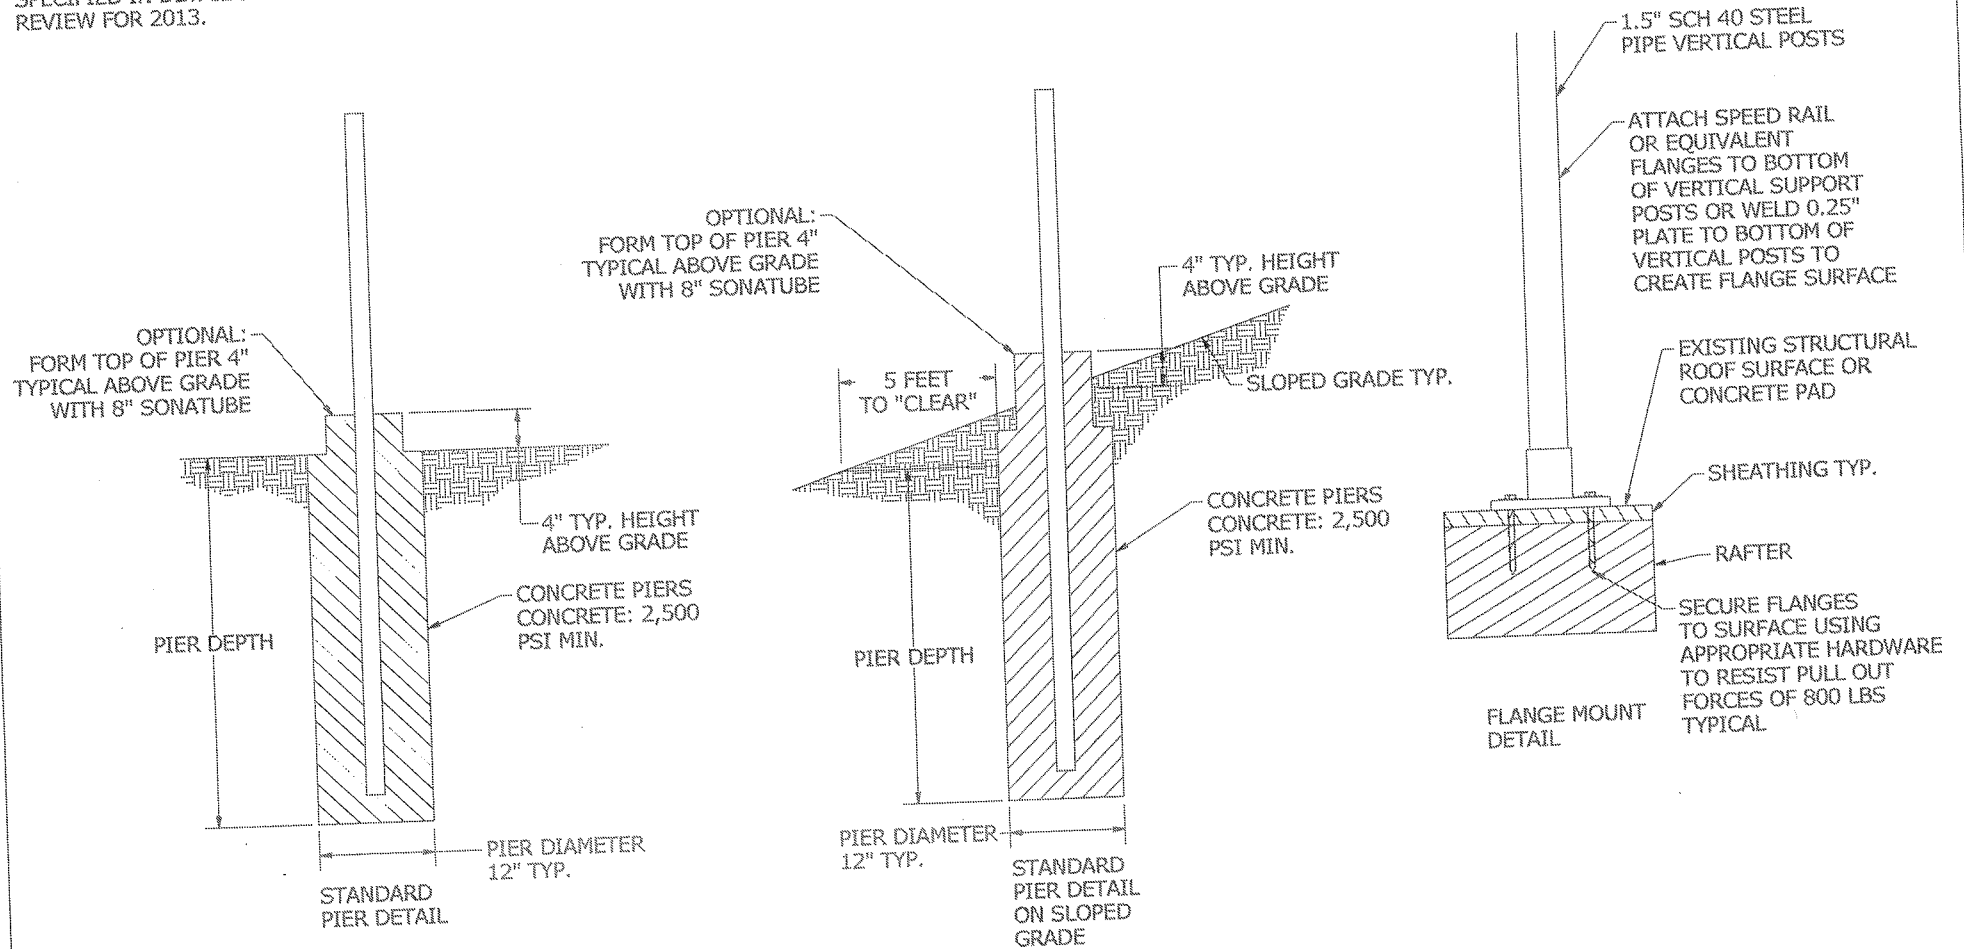 REVIEW FOR 2013.
OPTIONAL:
FORM TOP OF PIER 4"
TYPICAL ABOVE GRADE
WITH 8" SONATUBE
4" TYP. HEIGHT
ABOVE GRADE
CONCRETE PIERS
CONCRETE: 2,500
PSI MIN.
PIER DEPTH
PIER DIAMETER
12" TYP.
STANDARD
PIER DETAIL
OPTIONAL:
FORM TOP OF PIER 4"
TYPICAL ABOVE GRADE
WITH 8" SONATUBE
4" TYP. HEIGHT
ABOVE GRADE
5 FEET
TO "CLEAR"
SLOPED GRADE TYP.
CONCRETE PIERS
CONCRETE: 2,500
PSI MIN.
PIER DEPTH
PIER DIAMETER
12" TYP.
STANDARD
PIER DETAIL
ON SLOPED
GRADE
1.5" SCH 40 STEEL
PIPE VERTICAL POSTS
ATTACH SPEED RAIL
OR EQUIVALENT
FLANGES TO BOTTOM
OF VERTICAL SUPPORT
POSTS OR WELD 0.25"
PLATE TO BOTTOM OF
VERTICAL POSTS TO
CREATE FLANGE SURFACE
EXISTING STRUCTURAL
ROOF SURFACE OR
CONCRETE PAD
SHEATHING TYP.
RAFTER
SECURE FLANGES
TO SURFACE USING
APPROPRIATE HARDWARE
TO RESIST PULL OUT
FORCES OF 800 LBS
TYPICAL
FLANGE MOUNT
DETAIL